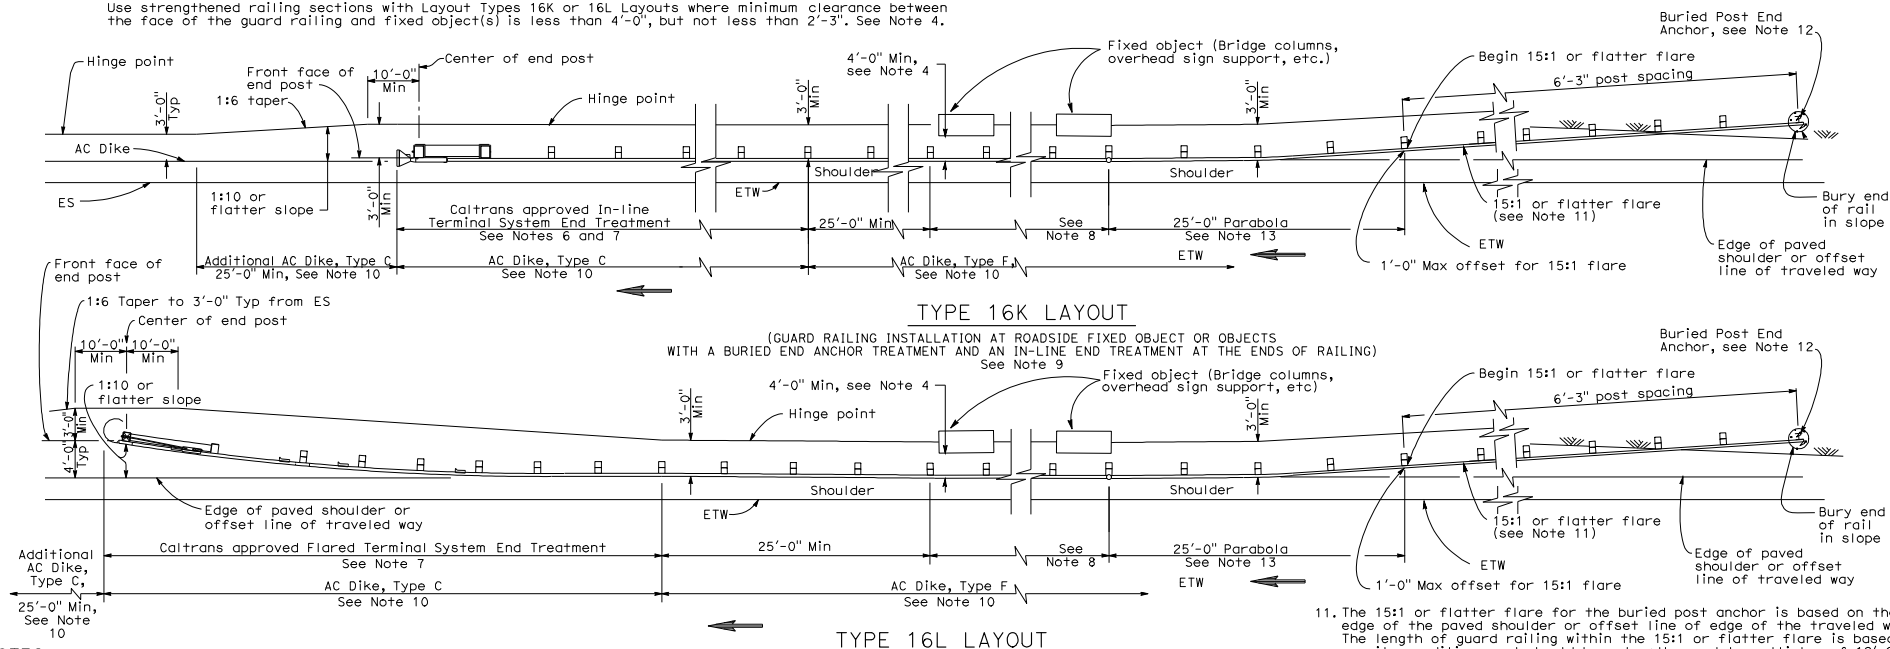 Use strengthened railing sections with Layout Types 16K or 16L Layouts where minimum clearance between
the face of the guard railing and fixed object(s) is less than 4'-0", but not less than 2'-3". See Note 4.
Hinge point
Front face of
end post
1:6 taper
3'-0"
Typ
10'-0"
Min
Center of end post
Hinge point
3'-0"
Min
4'-0" Min,
see Note 4
Fixed object (Bridge columns,
overhead sign support, etc.)
3'-0"
Min
Begin 15:1 or flatter flare
6'-3" post spacing
Buried Post End
Anchor, see Note 12
AC Dike
ES
1:10 or
flatter slope
3'-0"
Min
Shoulder
ETW
Shoulder
15:1 or flatter flare
(see Note 11)
Bury end
of rail
in slope
Caltrans approved In-line
Terminal System End Treatment
See Notes 6 and 7
25'-0" Min
See
Note 8
25'-0" Parabola
See Note 13
ETW
Edge of paved
shoulder or offset
line of traveled way
Additional AC Dike, Type C
25'-0" Min, See Note 10
AC Dike, Type C
See Note 10
AC Dike, Type F,
See Note 10
ETW
1'-0" Max offset for 15:1 flare
TYPE 16K LAYOUT
(GUARD RAILING INSTALLATION AT ROADSIDE FIXED OBJECT OR OBJECTS
WITH A BURIED END ANCHOR TREATMENT AND AN IN-LINE END TREATMENT AT THE ENDS OF RAILING)
See Note 9
Front face of
end post
1:6 Taper to 3'-0" Typ from ES
Center of end post
10'-0"
Min
10'-0"
Min
1:10 or
flatter slope
3'-0"
Min
4'-0"
Typ
3'-0"
Min
Hinge point
4'-0" Min, see Note 4
Fixed object (Bridge columns,
overhead sign support, etc)
3'-0"
Min
Begin 15:1 or flatter flare
6'-3" post spacing
Buried Post End
Anchor, see Note 12
Shoulder
Shoulder
ETW
Edge of paved shoulder or
offset line of traveled way
15:1 or flatter flare
(see Note 11)
Bury end
of rail
in slope
Additional
AC Dike,
Type C,
25'-0" Min,
See Note
10
Caltrans approved Flared Terminal System End Treatment
See Note 7
25'-0" Min
See
Note 8
25'-0" Parabola
See Note 13
ETW
Edge of paved
shoulder or offset
line of traveled way
AC Dike, Type C
See Note 10
AC Dike, Type F
See Note 10
ETW
1'-0" Max offset for 15:1 flare
TYPE 16L LAYOUT
11. The 15:1 or flatter flare for the buried post anchor is based on the
edge of the paved shoulder or offset line of edge of the traveled w
The length of guard railing within the 15:1 or flatter flare is based